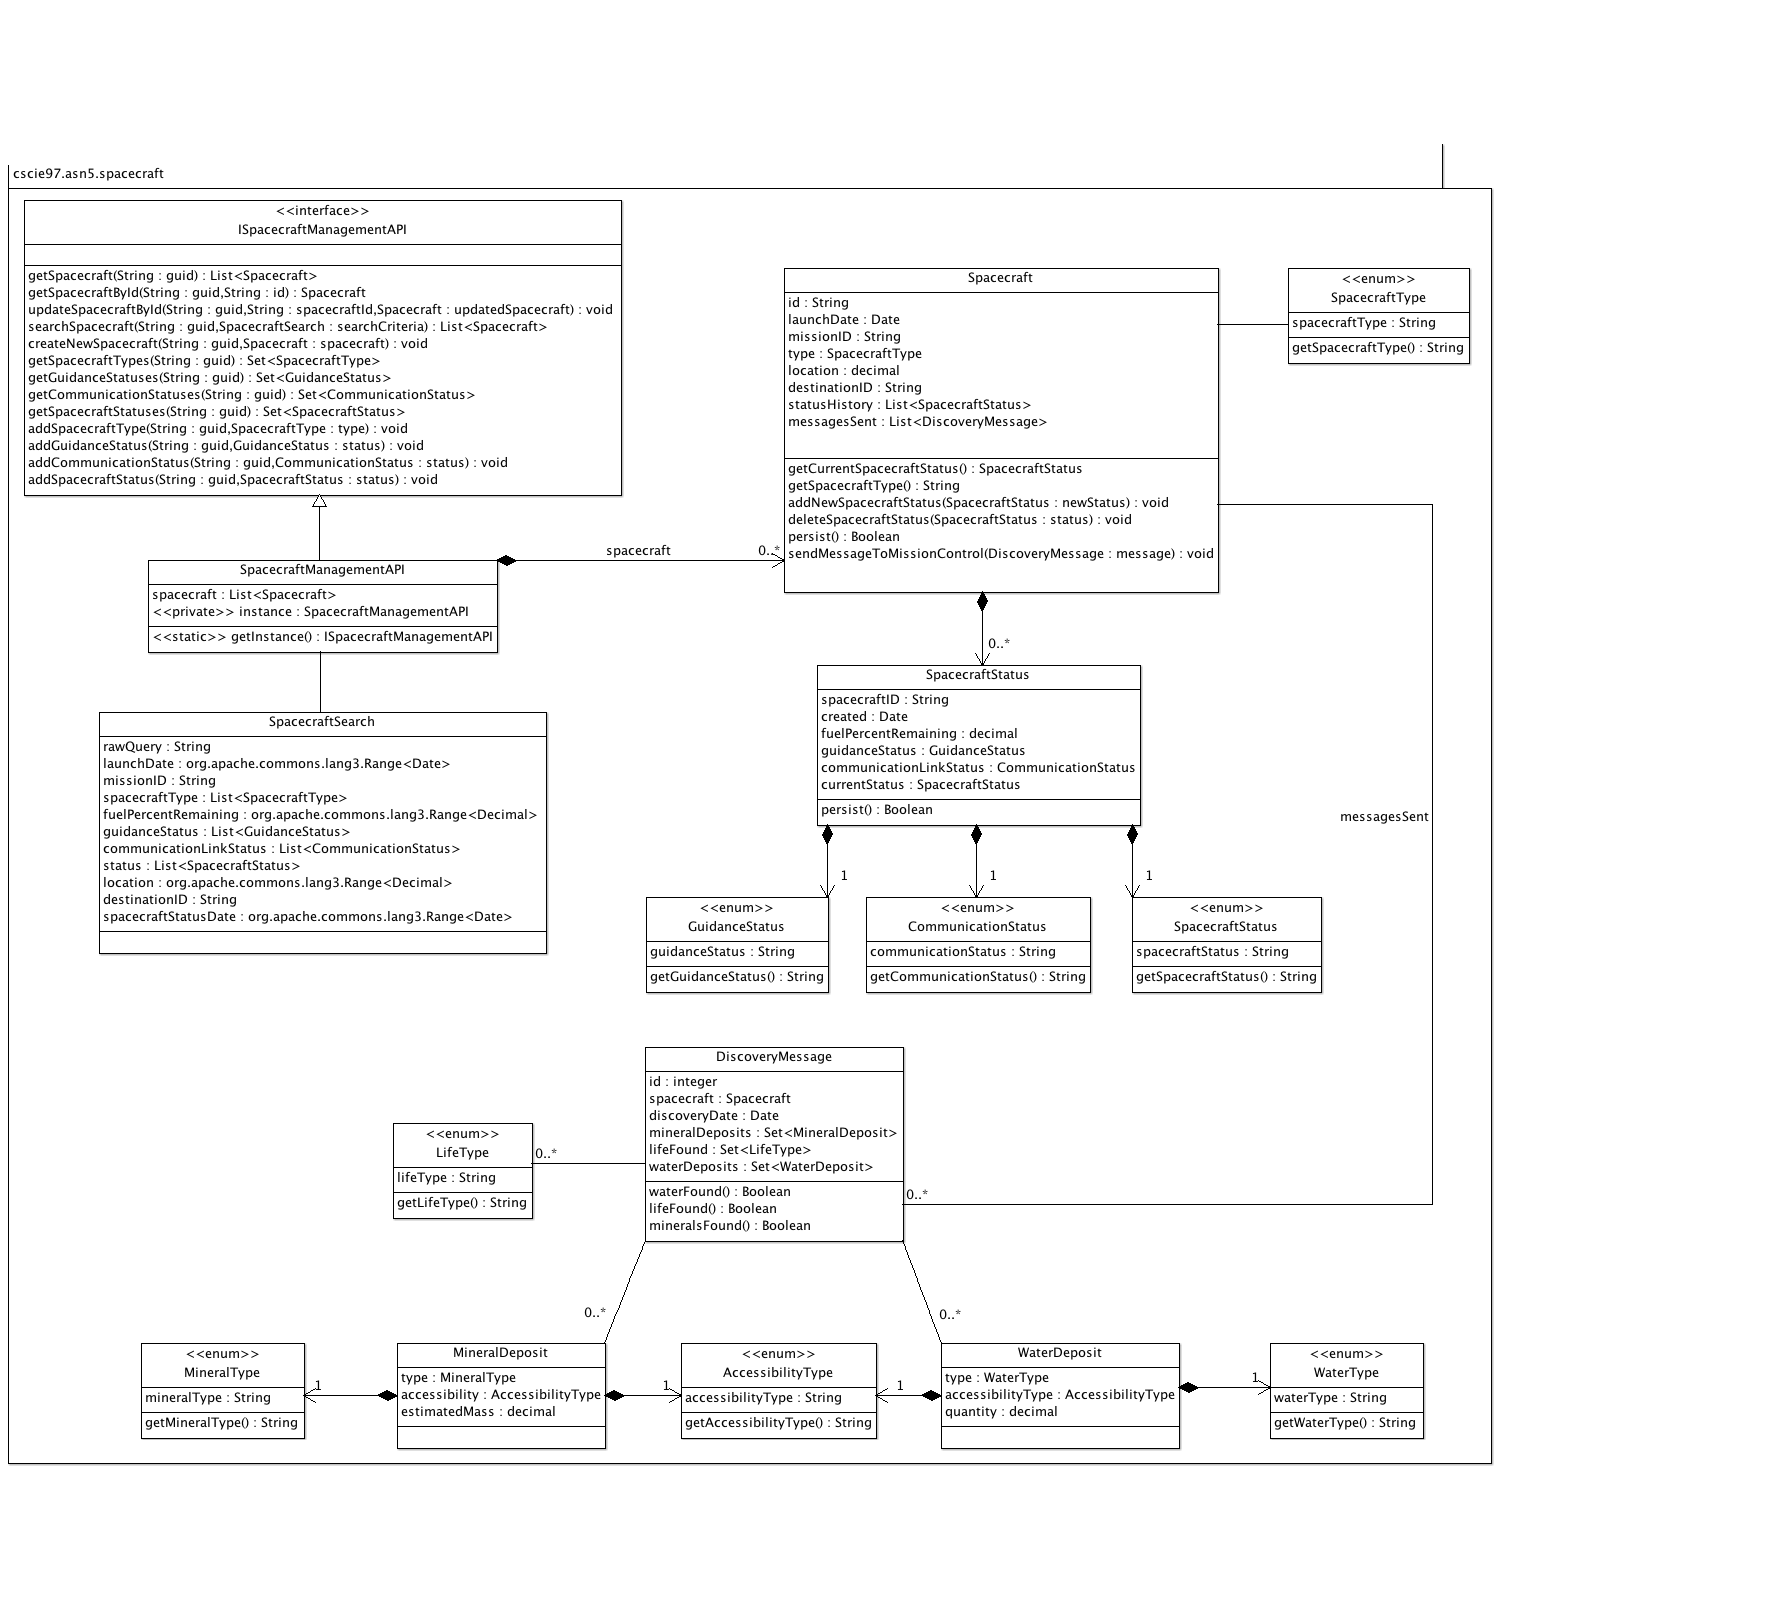 cscie97.asn5.spacecraft
<<interface>>
ISpacecraftManagementAPI
getSpacecraft(String : guid) : List<Spacecraft>
getSpacecraftById(String : guid,String : id) : Spacecraft
updateSpacecraftById(String : guid,String : spacecraftId,Spacecraft : updatedSpacecraft) : void
searchSpacecraft(String : guid,SpacecraftSearch : searchCriteria) : List<Spacecraft>
createNewSpacecraft(String : guid,Spacecraft : spacecraft) : void
getSpacecraftTypes(String : guid) : Set<SpacecraftType>
getGuidanceStatuses(String : guid) : Set<GuidanceStatus>
getCommunicationStatuses(String : guid) : Set<CommunicationStatus>
getSpacecraftStatuses(String : guid) : Set<SpacecraftStatus>
addSpacecraftType(String : guid,SpacecraftType : type) : void
addGuidanceStatus(String : guid,GuidanceStatus : status) : void
addCommunicationStatus(String : guid,CommunicationStatus : status) : void
addSpacecraftStatus(String : guid,SpacecraftStatus : status) : void
Spacecraft
id : String
launchDate : Date
missionID : String
type : SpacecraftType
location : decimal
destinationID : String
statusHistory : List<SpacecraftStatus>
messagesSent : List<DiscoveryMessage>
getCurrentSpacecraftStatus() : SpacecraftStatus
getSpacecraftType() : String
addNewSpacecraftStatus(SpacecraftStatus : newStatus) : void
deleteSpacecraftStatus(SpacecraftStatus : status) : void
persist() : Boolean
sendMessageToMissionControl(DiscoveryMessage : message) : void
<<enum>>
SpacecraftType
spacecraftType : String
getSpacecraftType() : String
spacecraft
0..*
SpacecraftManagementAPI
spacecraft : List<Spacecraft>
<<private>> instance : SpacecraftManagementAPI
<<static>> getInstance() : ISpacecraftManagementAPI
0..*
SpacecraftStatus
spacecraftID : String
created : Date
fuelPercentRemaining : decimal
guidanceStatus : GuidanceStatus
communicationLinkStatus : CommunicationStatus
currentStatus : SpacecraftStatus
persist() : Boolean
SpacecraftSearch
rawQuery : String
launchDate : org.apache.commons.lang3.Range<Date>
missionID : String
spacecraftType : List<SpacecraftType>
fuelPercentRemaining : org.apache.commons.lang3.Range<Decimal>
guidanceStatus : List<GuidanceStatus>
communicationLinkStatus : List<CommunicationStatus>
status : List<SpacecraftStatus>
location : org.apache.commons.lang3.Range<Decimal>
destinationID : String
spacecraftStatusDate : org.apache.commons.lang3.Range<Date>
messagesSent
1
1
1
<<enum>>
GuidanceStatus
guidanceStatus : String
getGuidanceStatus() : String
<<enum>>
CommunicationStatus
communicationStatus : String
getCommunicationStatus() : String
<<enum>>
SpacecraftStatus
spacecraftStatus : String
getSpacecraftStatus() : String
DiscoveryMessage
id : integer
spacecraft : Spacecraft
discoveryDate : Date
mineralDeposits : Set<MineralDeposit>
lifeFound : Set<LifeType>
waterDeposits : Set<WaterDeposit>
waterFound() : Boolean
lifeFound() : Boolean
mineralsFound() : Boolean
<<enum>>
LifeType
lifeType : String
getLifeType() : String
0..*
0..*
0..*
0..*
<<enum>>
MineralType
mineralType : String
getMineralType() : String
1
MineralDeposit
type : MineralType
accessibility : AccessibilityType
estimatedMass : decimal
1
<<enum>>
AccessibilityType
accessibilityType : String
getAccessibilityType() : String
1
WaterDeposit
type : WaterType
accessibilityType : AccessibilityType
quantity : decimal
1
<<enum>>
WaterType
waterType : String
getWaterType() : String